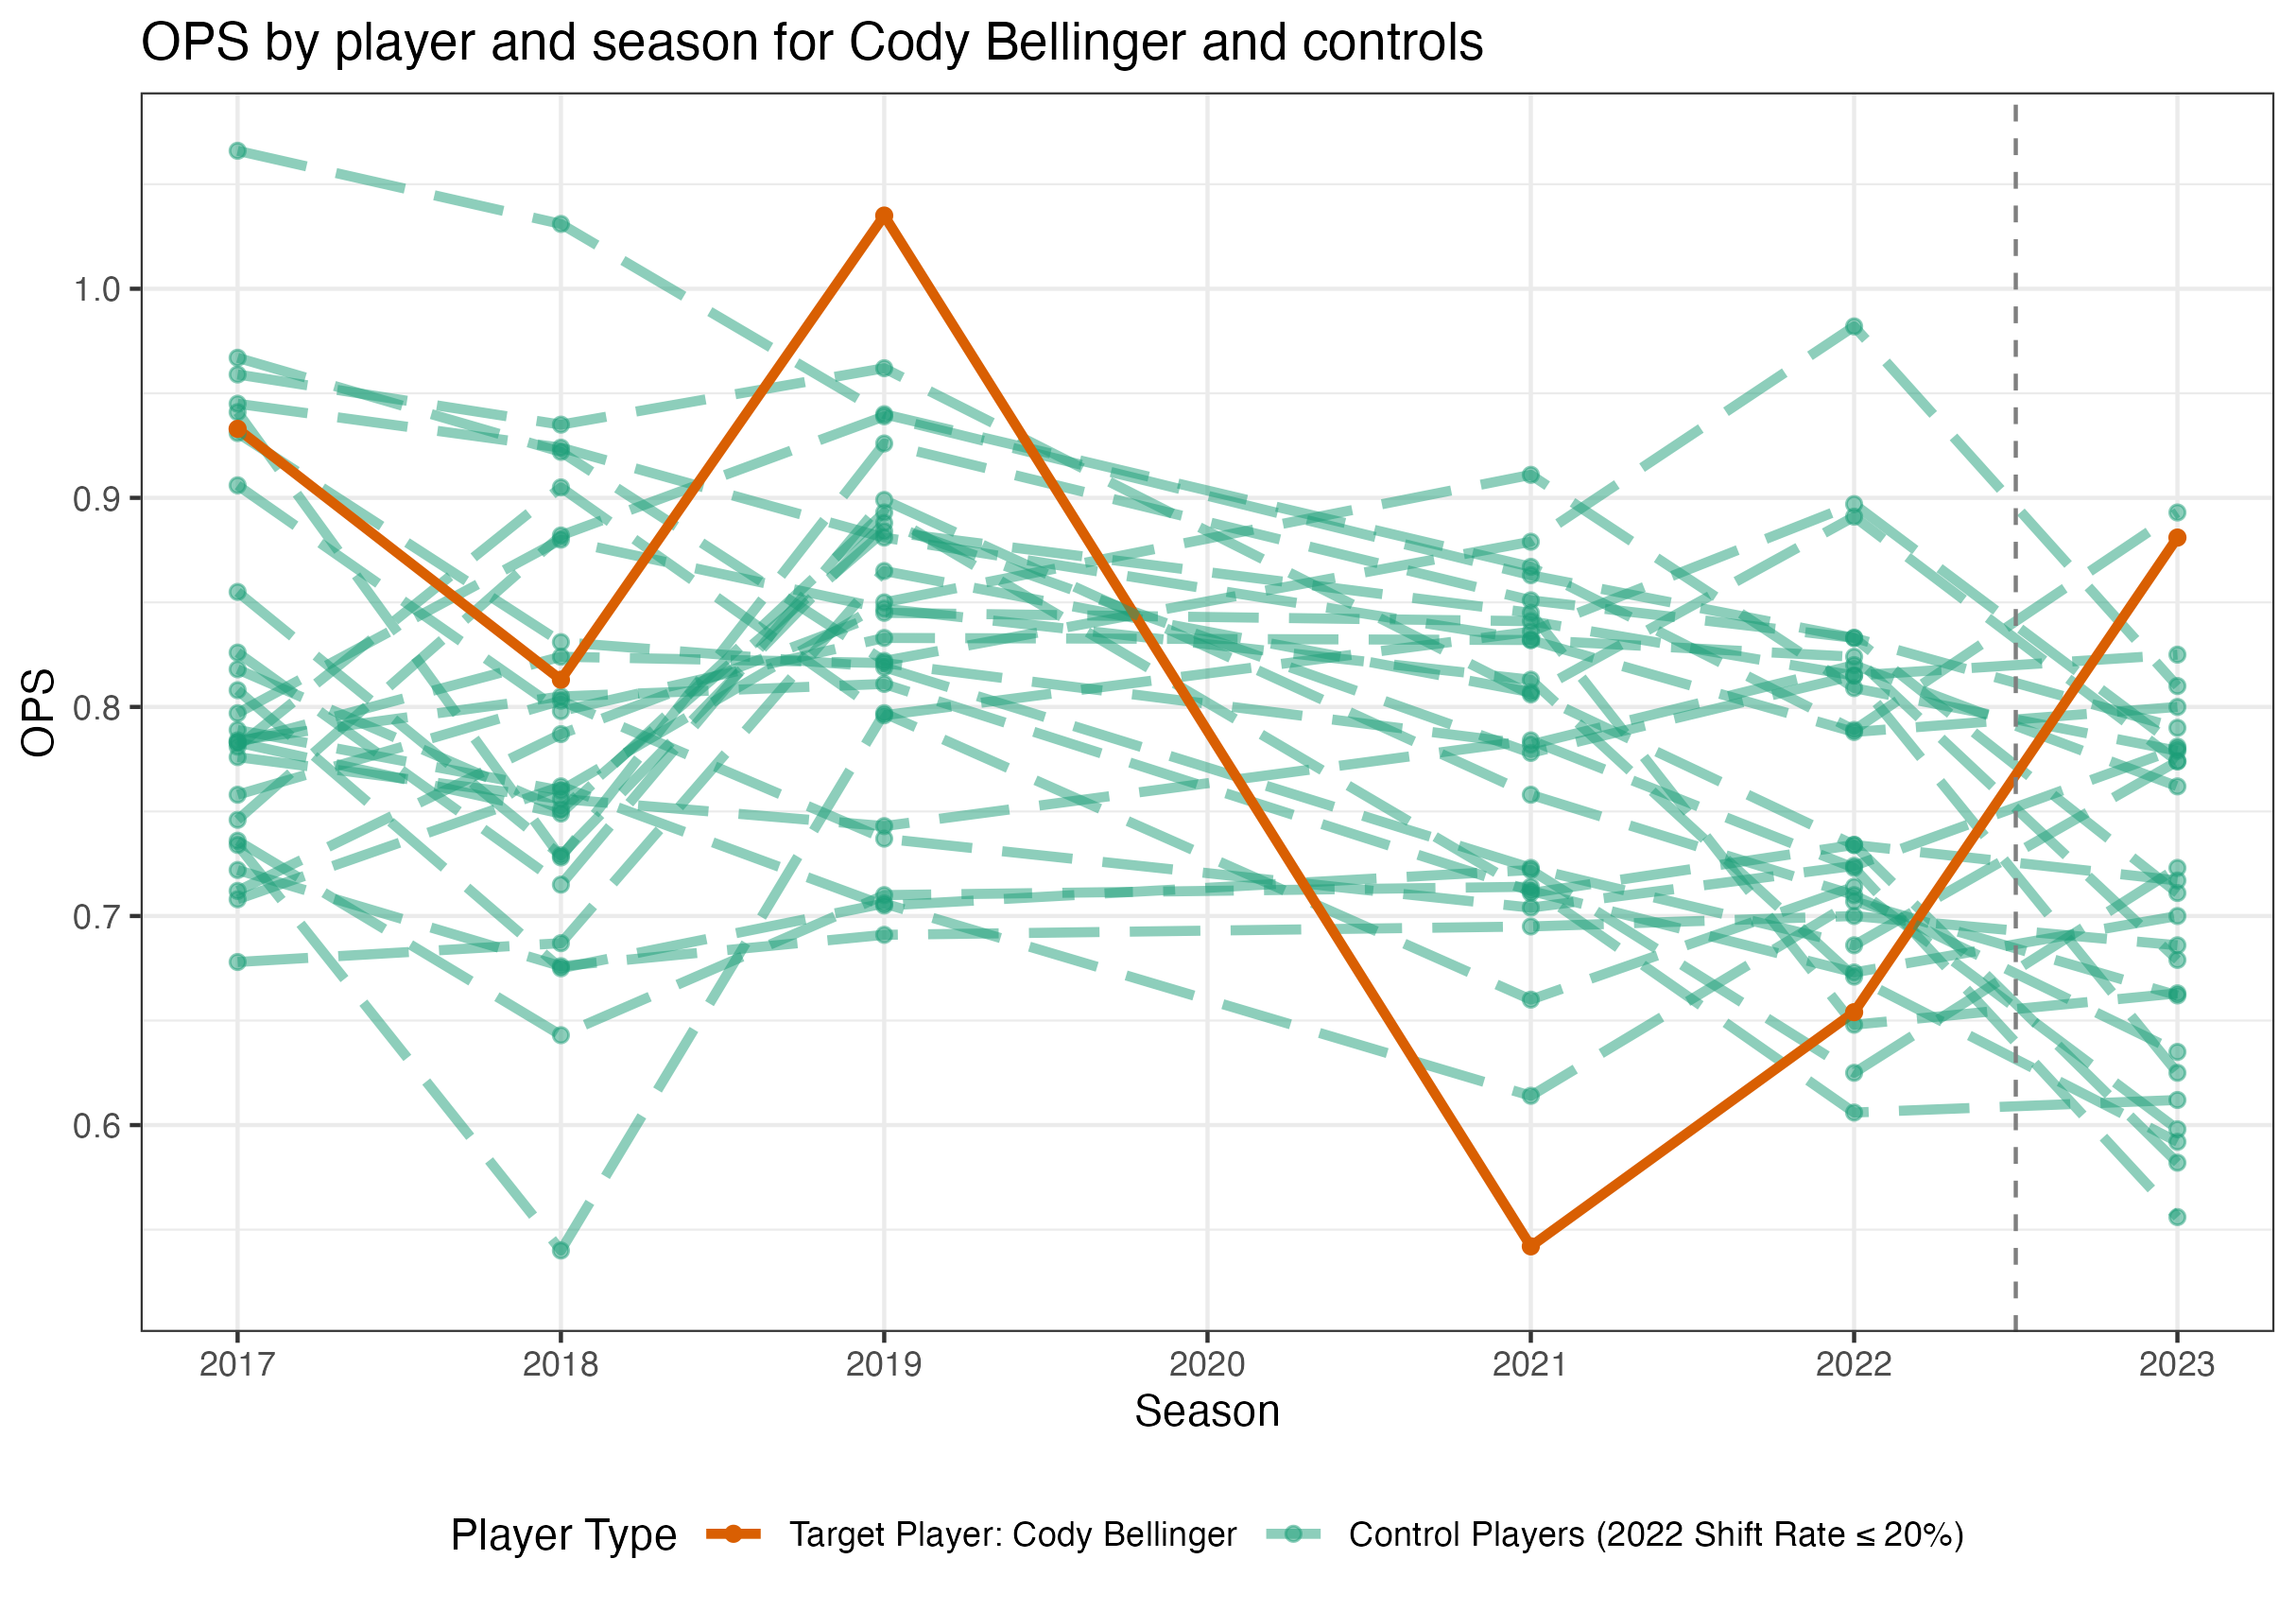 OPS by player and season for Cody Bellinger and controls
OPS
1.0
0.9
0.8
0.7
0.6
2017 2018 2019 2020 2021 2022 2023
Season
Player Type Target Player: Cody Bellinger Control Players (2022 Shift Rate ≤ 20%)